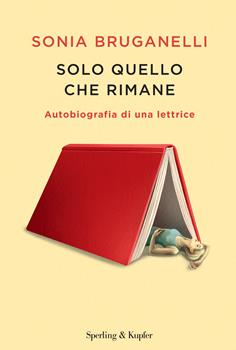 SONIA BRUGANELLI
SOLO QUELLO
CHE RIMANE
Autobiografia di una lettrice
Sperling & Kupfer